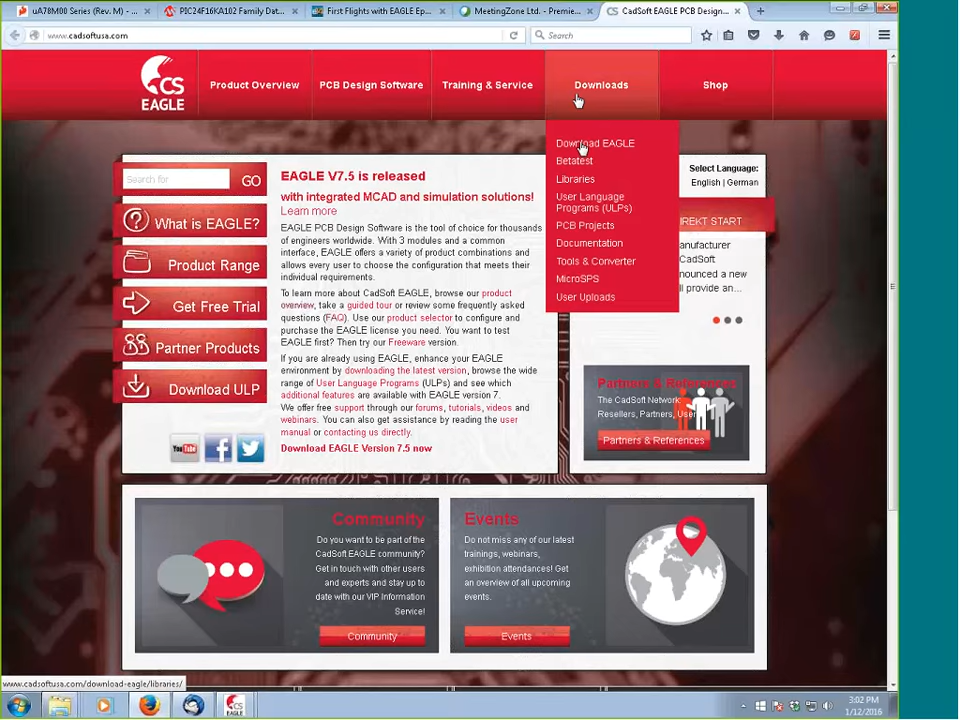 uA78M00 Series (Rev. M) - ...
PIC24F16KA102 Family Dat...
First Flights with EAGLE Ep...
MeetingZone Ltd. - Premie...
CadSoft EAGLE PCB Design...
www.cadsoftusa.com
Search
CS
EAGLE
Product Overview
PCB Design Software
Training & Service
Downloads
Shop
Download EAGLE
Betatest
Libraries
User Language
Programs (ULPs)
PCB Projects
Documentation
Tools & Converter
MicroSPS
User Uploads
Search for
GO
What is EAGLE?
Product Range
Get Free Trial
Partner Products
Download ULP
You Tube
EAGLE V7.5 is released
with integrated MCAD and simulation solutions!
Learn more
EAGLE PCB Design Software is the tool of choice for thousands
of engineers worldwide. With 3 modules and a common
interface, EAGLE offers a variety of product combinations and
allows every user to choose the configuration that meets their
individual requirements.
To learn more about CadSoft EAGLE, browse our product
overview, take a guided tour or review some frequently asked
questions (FAQ). Use our product selector to configure and
purchase the EAGLE license you need. You want to test
EAGLE first? Then try our Freeware version.
If you are already using EAGLE, enhance your EAGLE
environment by downloading the latest version, browse the wide
range of User Language Programs (ULPs) and see which
additional features are available with EAGLE version 7.
We offer free support through our forums, tutorials, videos and
webinars. You can also get assistance by reading the user
manual or contacting us directly.
Download EAGLE Version 7.5 now
Select Language:
English | German
IREKT START
anufacturer
CadSoft
nounced a new
ll provide an...
Partners & References
The CadSoft Network:
Resellers, Partners, User
Partners & References
Community
Do you want to be part of the
CadSoft EAGLE community?
Get in touch with other users
and experts and stay up to
date with our VIP Information
Service!
Community
Events
Do not miss any of our latest
trainings, webinars,
exhibition attendances! Get
an overview of all upcoming
events.
Events
www.cadsoftusa.com/download-eagle/libraries/
CS
EAGLE
3:02 PM
1/12/2016